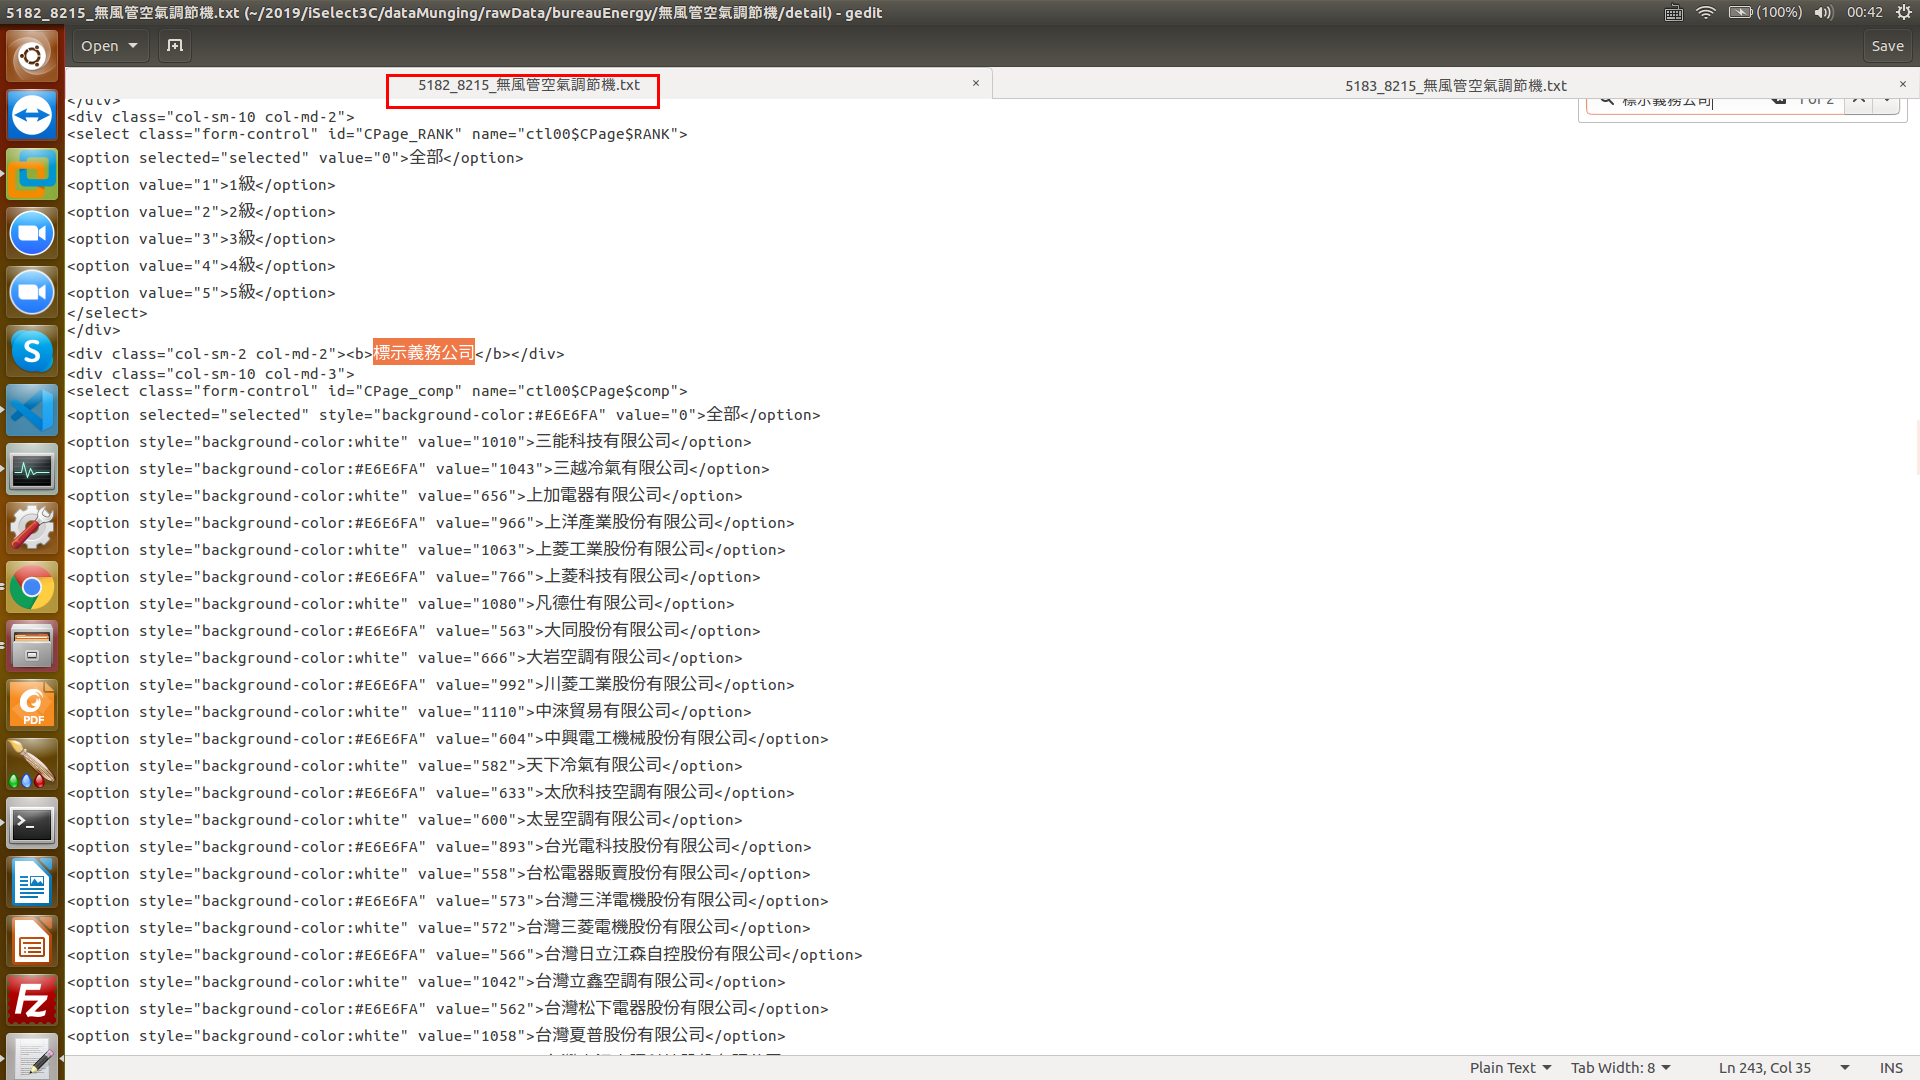 5182_8215_無風管空氣調節機.txt (~/2019/iSelect3C/dataMunging/rawData/bureauEnergy/無風管空氣調節機/detail) - gedit
(100%)
00:42
Open
Save
5182_8215_無風管空氣調節機.txt ×
5183_8215_無風管空氣調節機.txt ×
標示義務公司 1 of 2
</div>
<div class="col-sm-10 col-md-2">
<select class="form-control" id="CPage_RANK" name="ctl00$CPage$RANK">
<option selected="selected" value="0">全部</option>
<option value="1">1級</option>
<option value="2">2級</option>
<option value="3">3級</option>
<option value="4">4級</option>
<option value="5">5級</option>
</select>
</div>
<div class="col-sm-2 col-md-2"><b>標示義務公司</b></div>
<div class="col-sm-10 col-md-3">
<select class="form-control" id="CPage_comp" name="ctl00$CPage$comp">
<option selected="selected" style="background-color:#E6E6FA" value="0">全部</option>
<option style="background-color:white" value="1010">三能科技有限公司</option>
<option style="background-color:#E6E6FA" value="1043">三越冷氣有限公司</option>
<option style="background-color:white" value="656">上加電器有限公司</option>
<option style="background-color:#E6E6FA" value="966">上洋產業股份有限公司</option>
<option style="background-color:white" value="1063">上菱工業股份有限公司</option>
<option style="background-color:#E6E6FA" value="766">上菱科技有限公司</option>
<option style="background-color:white" value="1080">凡德仕有限公司</option>
<option style="background-color:#E6E6FA" value="563">大同股份有限公司</option>
<option style="background-color:white" value="666">大岩空調有限公司</option>
<option style="background-color:#E6E6FA" value="992">川菱工業股份有限公司</option>
<option style="background-color:white" value="1110">中淶貿易有限公司</option>
<option style="background-color:#E6E6FA" value="604">中興電工機械股份有限公司</option>
<option style="background-color:white" value="582">天下冷氣有限公司</option>
<option style="background-color:#E6E6FA" value="633">太欣科技空調有限公司</option>
<option style="background-color:white" value="600">太昱空調有限公司</option>
<option style="background-color:#E6E6FA" value="893">台光電科技股份有限公司</option>
<option style="background-color:white" value="558">台松電器販賣股份有限公司</option>
<option style="background-color:#E6E6FA" value="573">台灣三洋電機股份有限公司</option>
<option style="background-color:white" value="572">台灣三菱電機股份有限公司</option>
<option style="background-color:#E6E6FA" value="566">台灣日立江森自控股份有限公司</option>
<option style="background-color:white" value="1042">台灣立鑫空調有限公司</option>
<option style="background-color:#E6E6FA" value="562">台灣松下電器股份有限公司</option>
<option style="background-color:white" value="1058">台灣夏普股份有限公司</option>
Plain Text Tab Width: 8 Ln 243, Col 35 INS
PDF